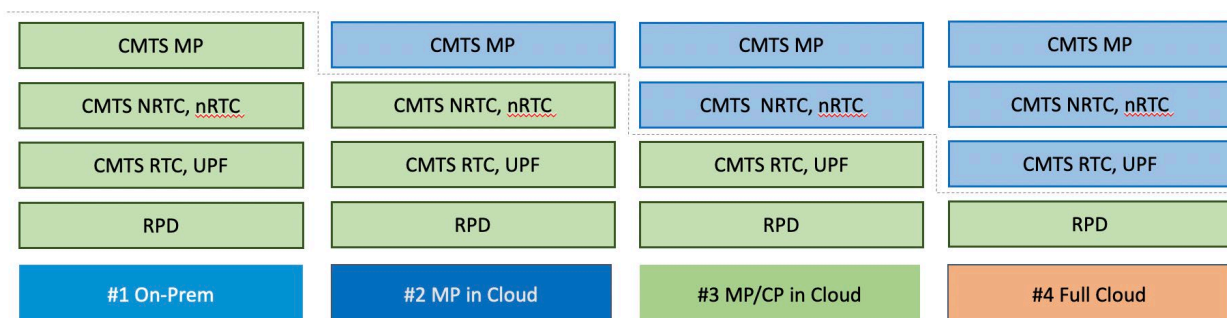 CMTS MP
CMTS MP
CMTS MP
CMTS MP
CMTS NRTC, nRTC
CMTS NRTC, nRTC
CMTS NRTC, nRTC
CMTS NRTC, nRTC
CMTS RTC, UPF
CMTS RTC, UPF
CMTS RTC, UPF
CMTS RTC, UPF
RPD
RPD
RPD
RPD
#1 On-Prem
#2 MP in Cloud
#3 MP/CP in Cloud
#4 Full Cloud